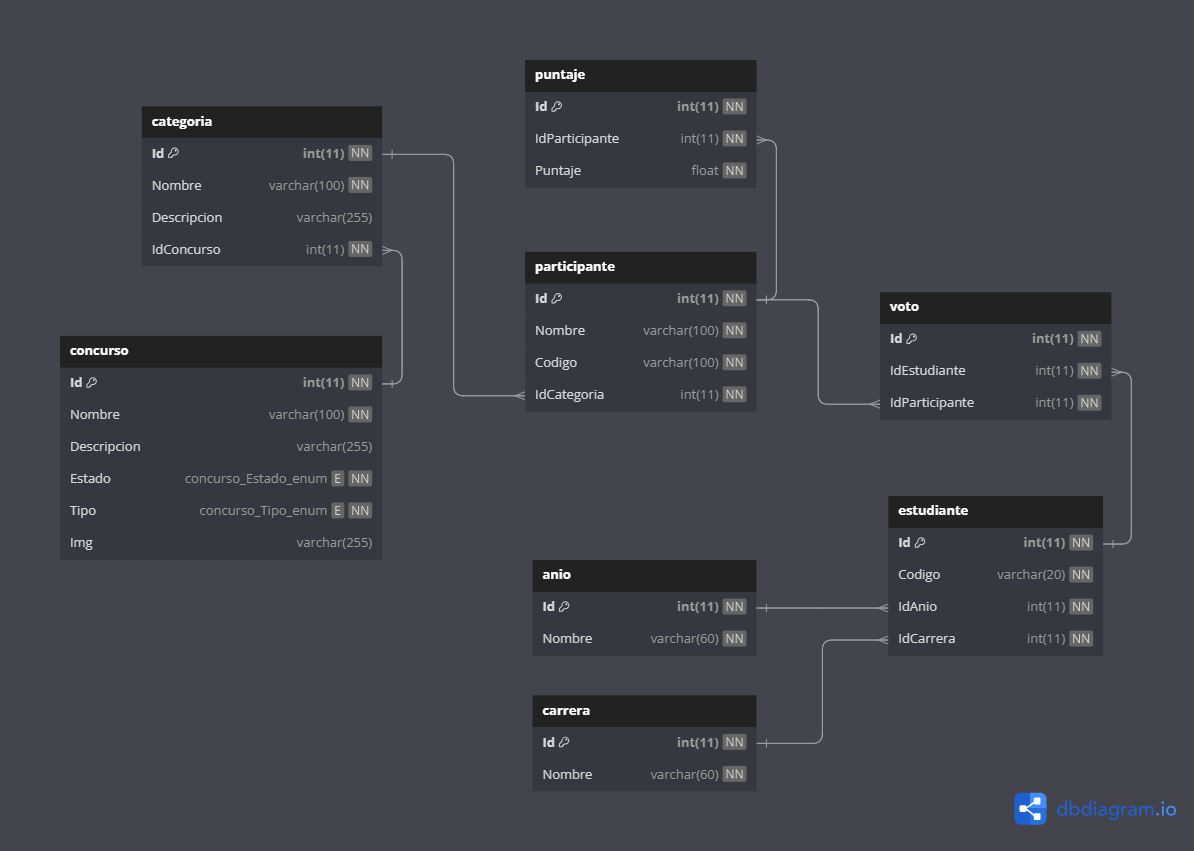 puntaje
Id int(11) NN
IdParticipante int(11) NN
Puntaje float NN
categoria
Id int(11) NN
Nombre varchar(100) NN
Descripcion varchar(255)
IdConcurso int(11) NN
participante
Id int(11) NN
Nombre varchar(100) NN
Codigo varchar(100) NN
IdCategoria int(11) NN
voto
Id int(11) NN
IdEstudiante int(11) NN
IdParticipante int(11) NN
concurso
Id int(11) NN
Nombre varchar(100) NN
Descripcion varchar(255)
Estado concurso_Estado_enum E NN
Tipo concurso_Tipo_enum E NN
Img varchar(255)
estudiante
Id int(11) NN
Codigo varchar(20) NN
IdAnio int(11) NN
IdCarrera int(11) NN
anio
Id int(11) NN
Nombre varchar(60) NN
carrera
Id int(11) NN
Nombre varchar(60) NN
dbdiagram.io